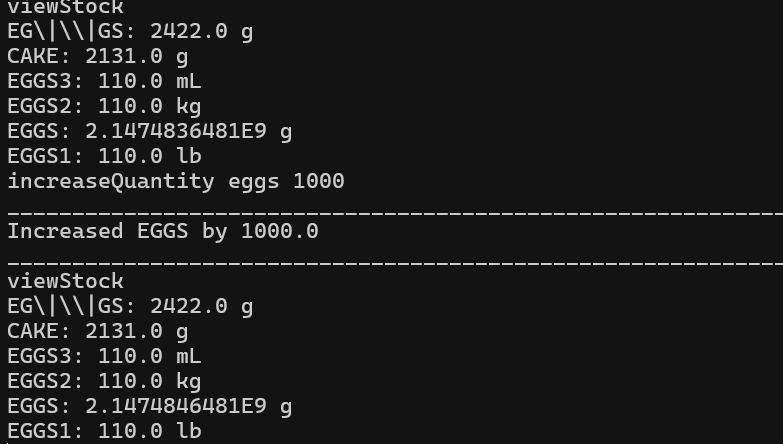 viewStock
EG\|\\|GS: 2422.0 g
CAKE: 2131.0 g
EGGS3: 110.0 mL
EGGS2: 110.0 kg
EGGS: 2.1474836481E9 g
EGGS1: 110.0 lb
increaseQuantity eggs 1000
____________________________________________________________
Increased EGGS by 1000.0
____________________________________________________________
viewStock
EG\|\\|GS: 2422.0 g
CAKE: 2131.0 g
EGGS3: 110.0 mL
EGGS2: 110.0 kg
EGGS: 2.1474846481E9 g
EGGS1: 110.0 lb